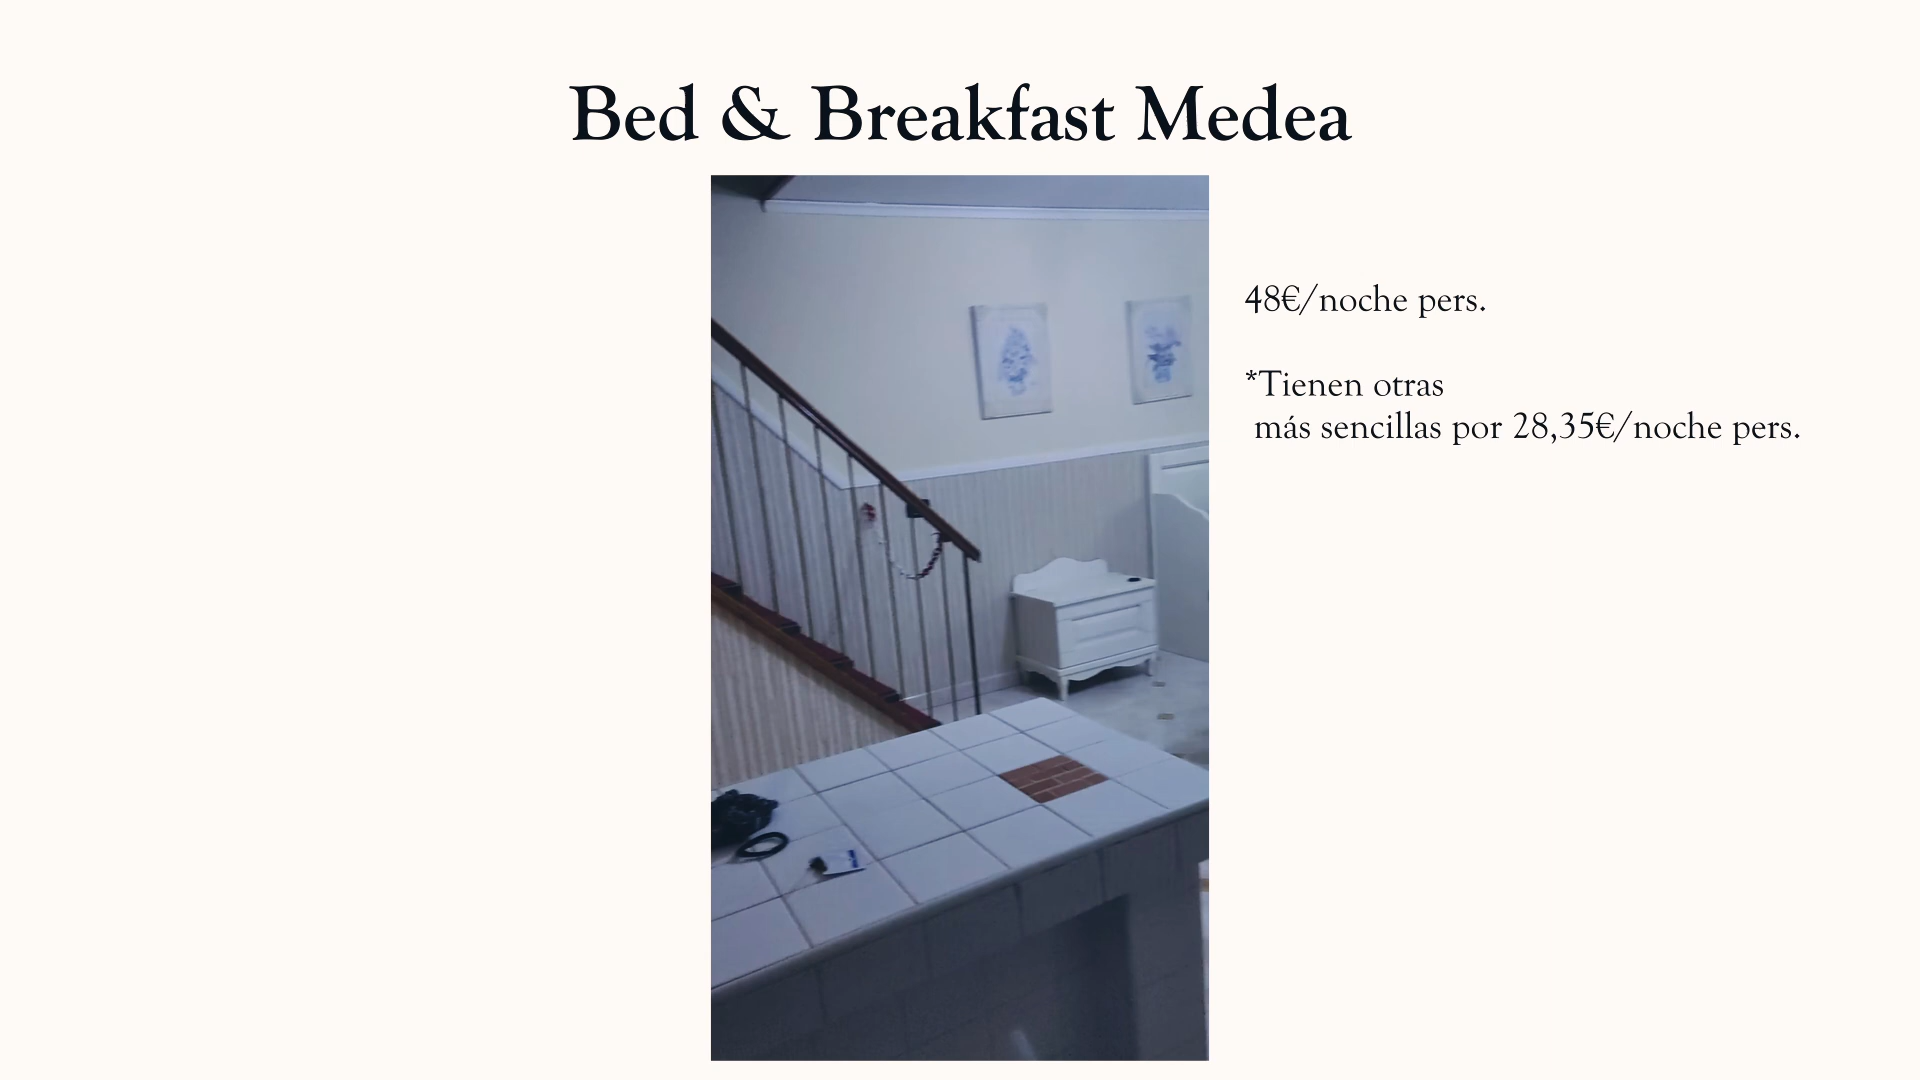 Bed & Breakfast Medea
48€/noche pers.
*Tienen otras
más sencillas por 28,35€/noche pers.